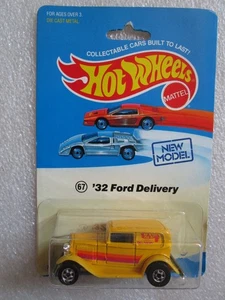 FOR AGES OVER 3
DIE CAST METAL
COLLECTABLE CARS BUILT TO LAST!
Hot Wheels
MATTEL
NEW
MODEL
67 '32 Ford Delivery